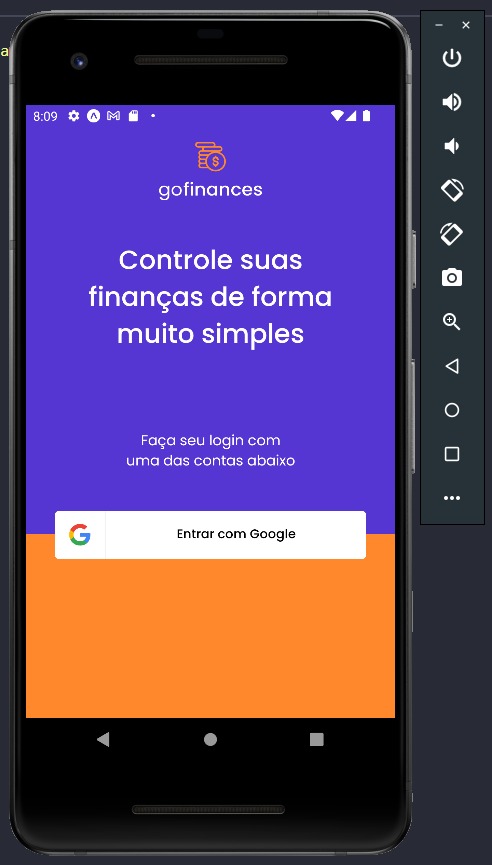 a
8:09
gofinances
Controle suas
finanças de forma
muito simples
Faça seu login com
uma das contas abaixo
Entrar com Google